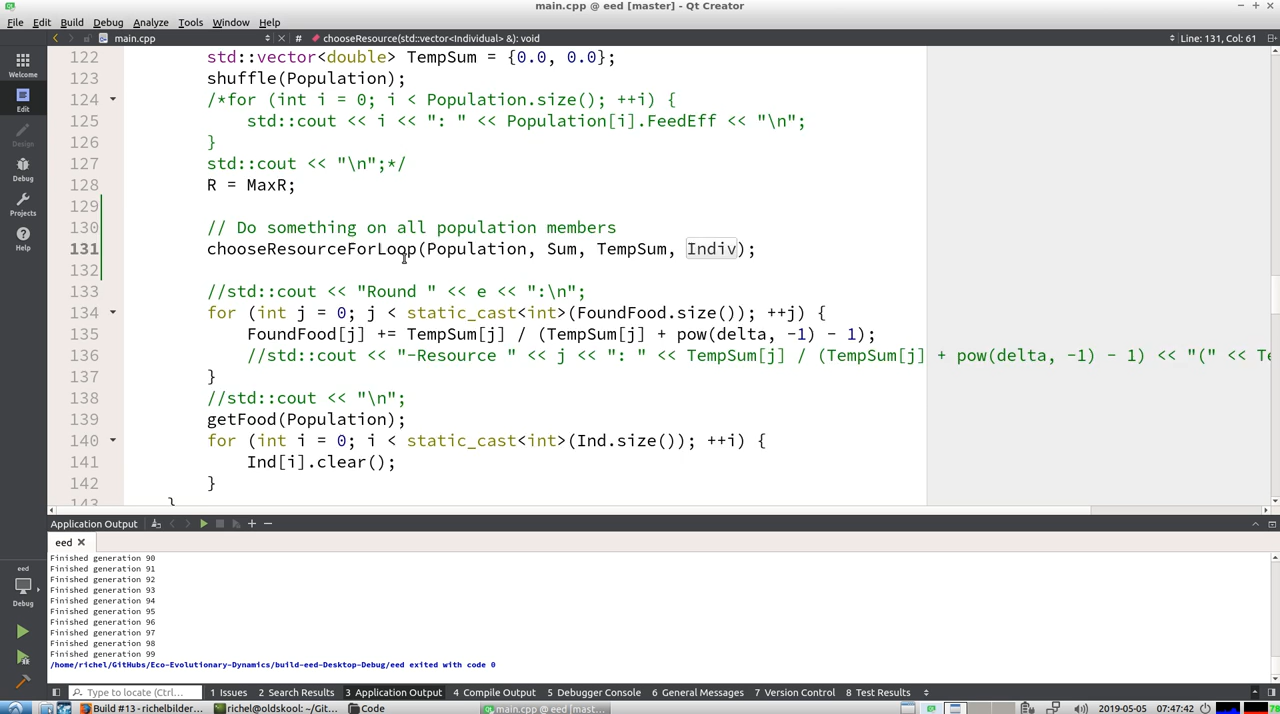 main.cpp @ eed [master] - Qt Creator
File Edit Build Debug Analyze Tools Window Help
main.cpp # chooseResource(std::vector<Individual> &): void Line: 131, Col: 61
Welcome
Edit
Design
Debug
Projects
Help
122 std::vector<double> TempSum = {0.0, 0.0};
123 shuffle(Population);
124 /*for (int i = 0; i < Population.size(); ++i) {
125 std::cout << i << ": " << Population[i].FeedEff << "\n";
126 }
127 std::cout << "\n";*/
128 R = MaxR;
129
130 // Do something on all population members
131 chooseResourceForLoop(Population, Sum, TempSum, Indiv);
132
133 //std::cout << "Round " << e << ":\n";
134 for (int j = 0; j < static_cast<int>(FoundFood.size()); ++j) {
135 FoundFood[j] += TempSum[j] / (TempSum[j] + pow(delta, -1) - 1);
136 //std::cout << "-Resource " << j << ": " << TempSum[j] / (TempSum[j] + pow(delta, -1) - 1) << "(" << Te
137 }
138 //std::cout << "\n";
139 getFood(Population);
140 for (int i = 0; i < static_cast<int>(Ind.size()); ++i) {
141 Ind[i].clear();
142 }
143 }
Application Output
eed
Finished generation 90
Finished generation 91
Finished generation 92
Finished generation 93
Finished generation 94
Finished generation 95
Finished generation 96
Finished generation 97
Finished generation 98
Finished generation 99
/home/richel/GitHubs/Eco-Evolutionary-Dynamics/build-eed-Desktop-Debug/eed exited with code 0
eed
Debug
Type to locate (Ctrl... 1 Issues 2 Search Results 3 Application Output 4 Compile Output 5 Debugger Console 6 General Messages 7 Version Control 8 Test Results
Build #13 - richelbilder... richel@oldskool: ~/Git... Code main.cpp @ eed [mast... 2019-05-05 07:47:42 78